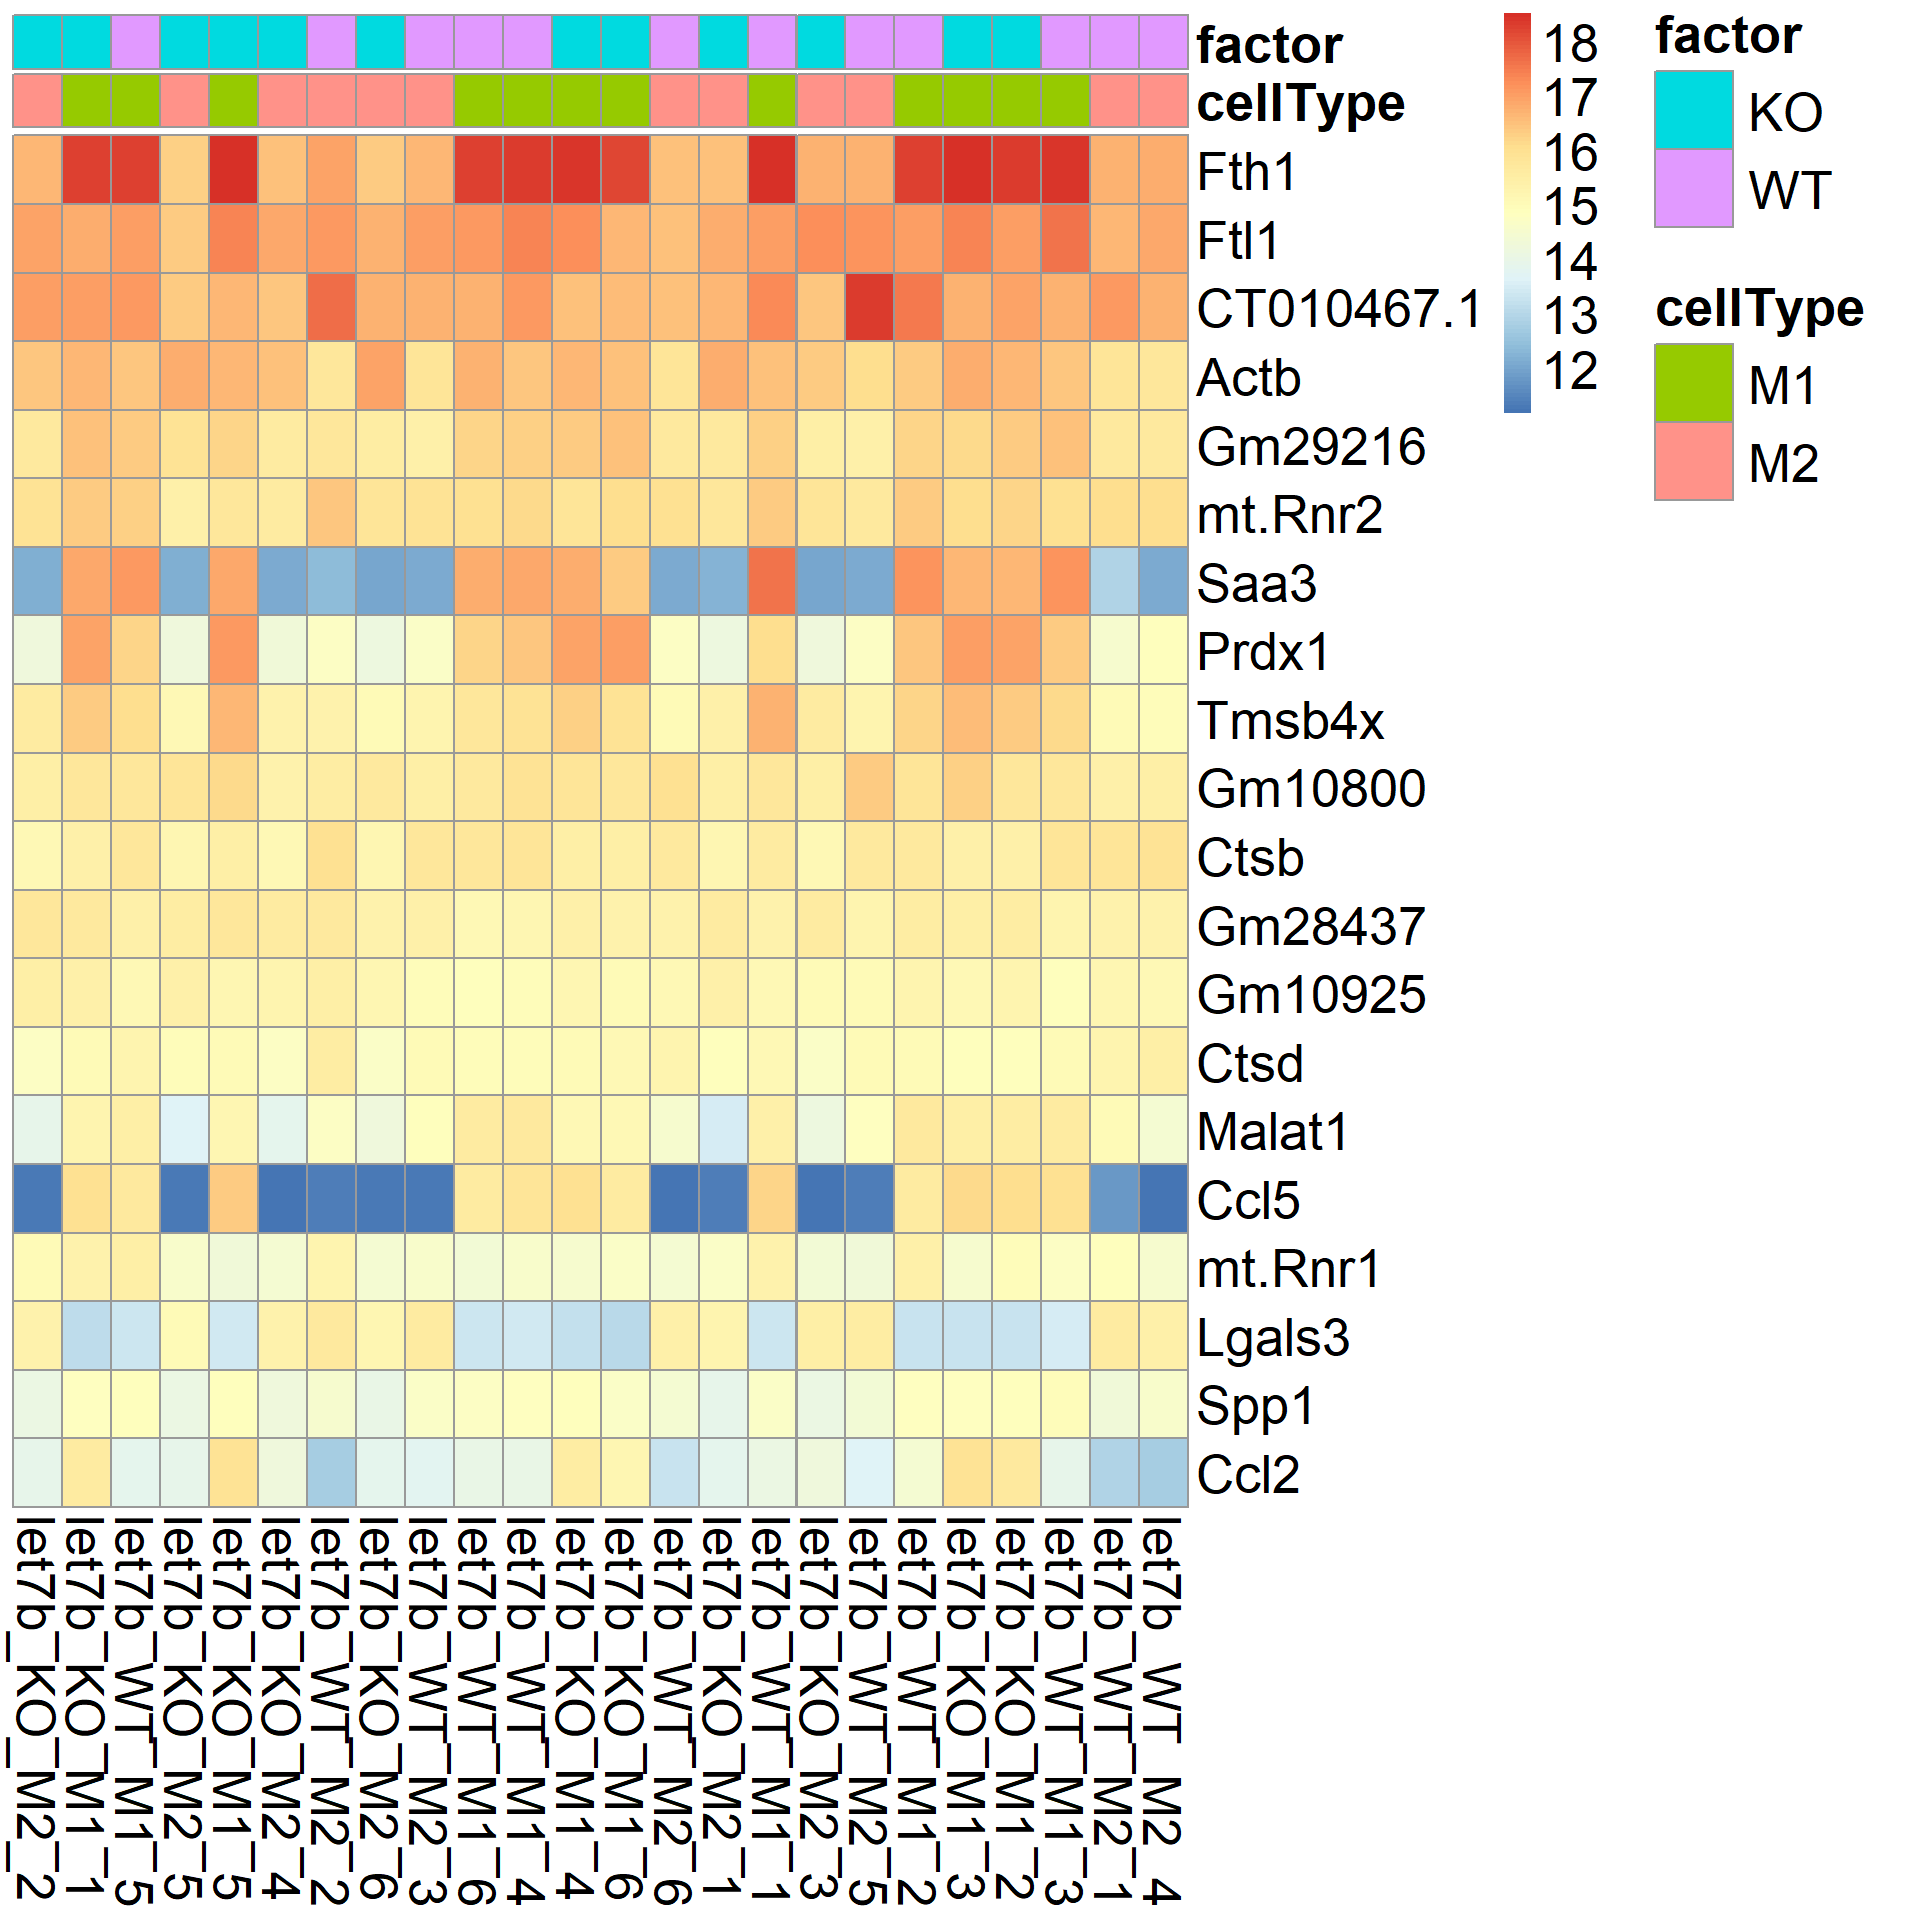 factor
cellType
Fth1
Ftl1
CT010467.1
Actb
Gm29216
mt.Rnr2
Saa3
Prdx1
Tmsb4x
Gm10800
Ctsb
Gm28437
Gm10925
Ctsd
Malat1
Ccl5
mt.Rnr1
Lgals3
Spp1
Ccl2
let7b_KO_M2_2
let7b_KO_M1_1
let7b_WT_M1_5
let7b_KO_M2_5
let7b_KO_M1_5
let7b_KO_M2_4
let7b_WT_M2_2
let7b_KO_M2_6
let7b_WT_M2_3
let7b_WT_M1_6
let7b_WT_M1_4
let7b_KO_M1_4
let7b_KO_M1_6
let7b_WT_M2_6
let7b_KO_M2_1
let7b_WT_M1_1
let7b_KO_M2_3
let7b_WT_M2_5
let7b_WT_M1_2
let7b_KO_M1_3
let7b_KO_M1_2
let7b_WT_M1_3
let7b_WT_M2_1
let7b_WT_M2_4
18
17
16
15
14
13
12
factor
KO
WT
cellType
M1
M2